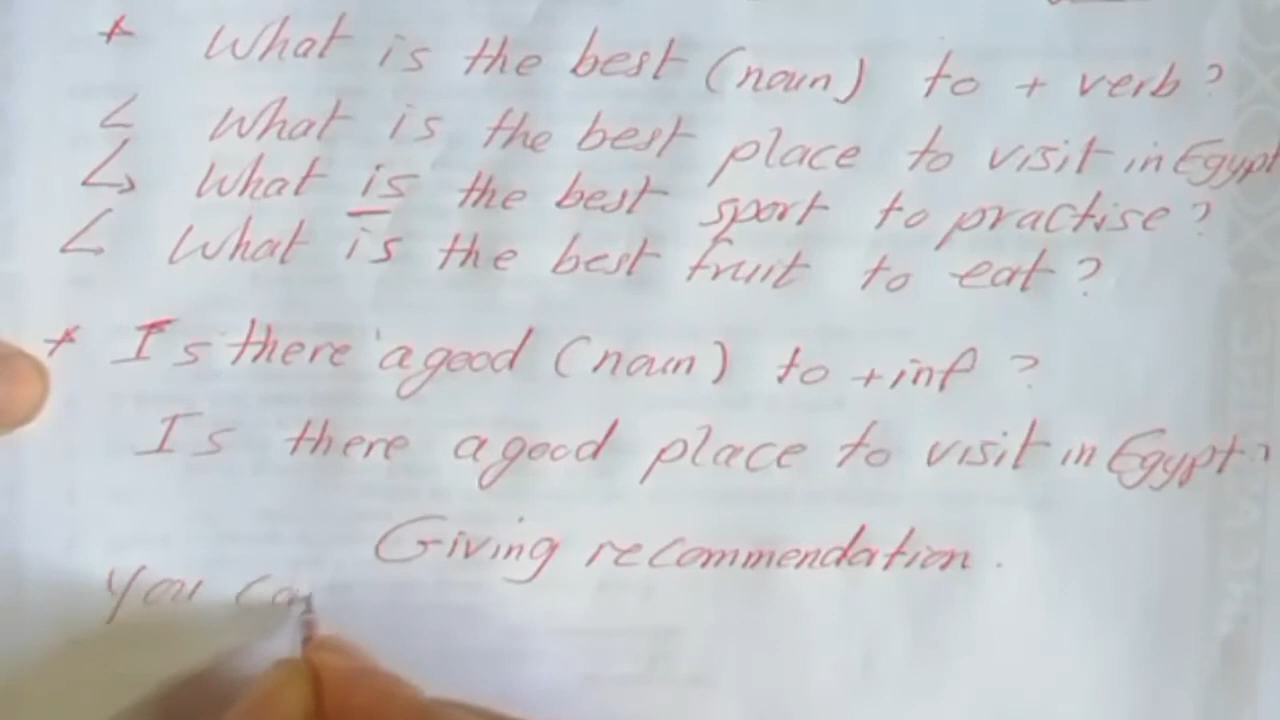 * What is the best (noun) to + verb?
What is the best place to visit in Egypt
What is the best sport to practise?
What is the best fruit to eat?
* Is there a good (noun) to + inf ?
Is there a good place to visit in Egypt?
Giving recommendation.
You can